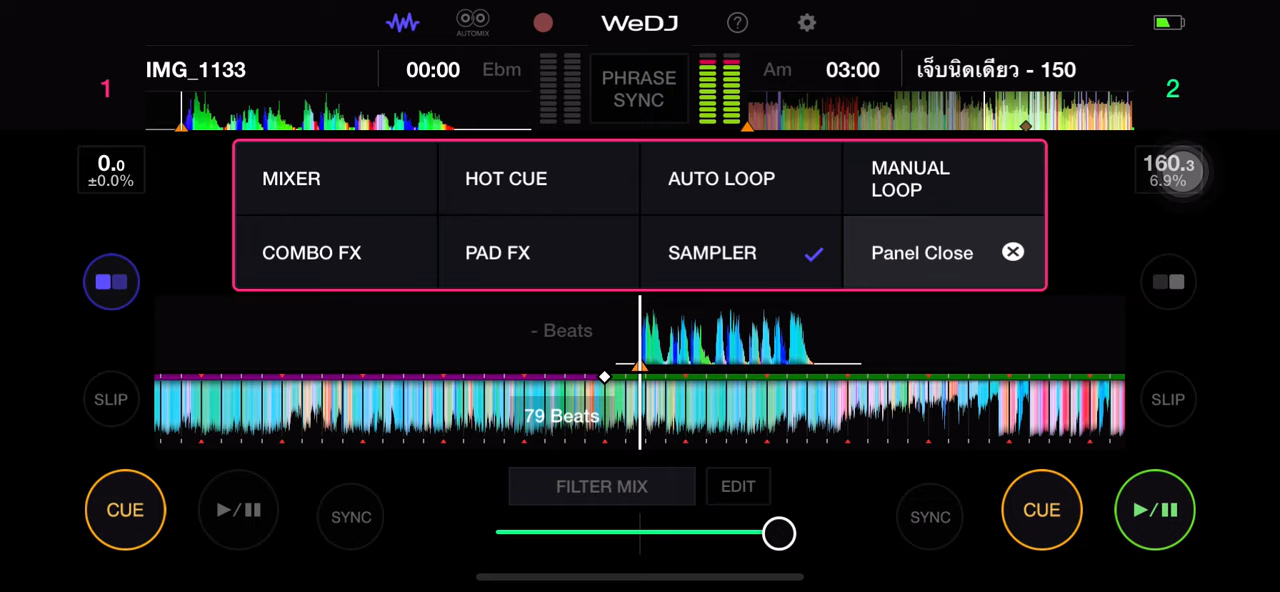 AUTOMIX
WeDJ
?
1
IMG_1133
00:00
Ebm
PHRASE
SYNC
Am
03:00
เจ็บนิดเดียว - 150
2
0.0
±0.0%
MIXER
HOT CUE
AUTO LOOP
MANUAL
LOOP
160.3
6.9%
COMBO FX
PAD FX
SAMPLER
Panel Close
- Beats
SLIP
79 Beats
SLIP
CUE
SYNC
FILTER MIX
EDIT
SYNC
CUE